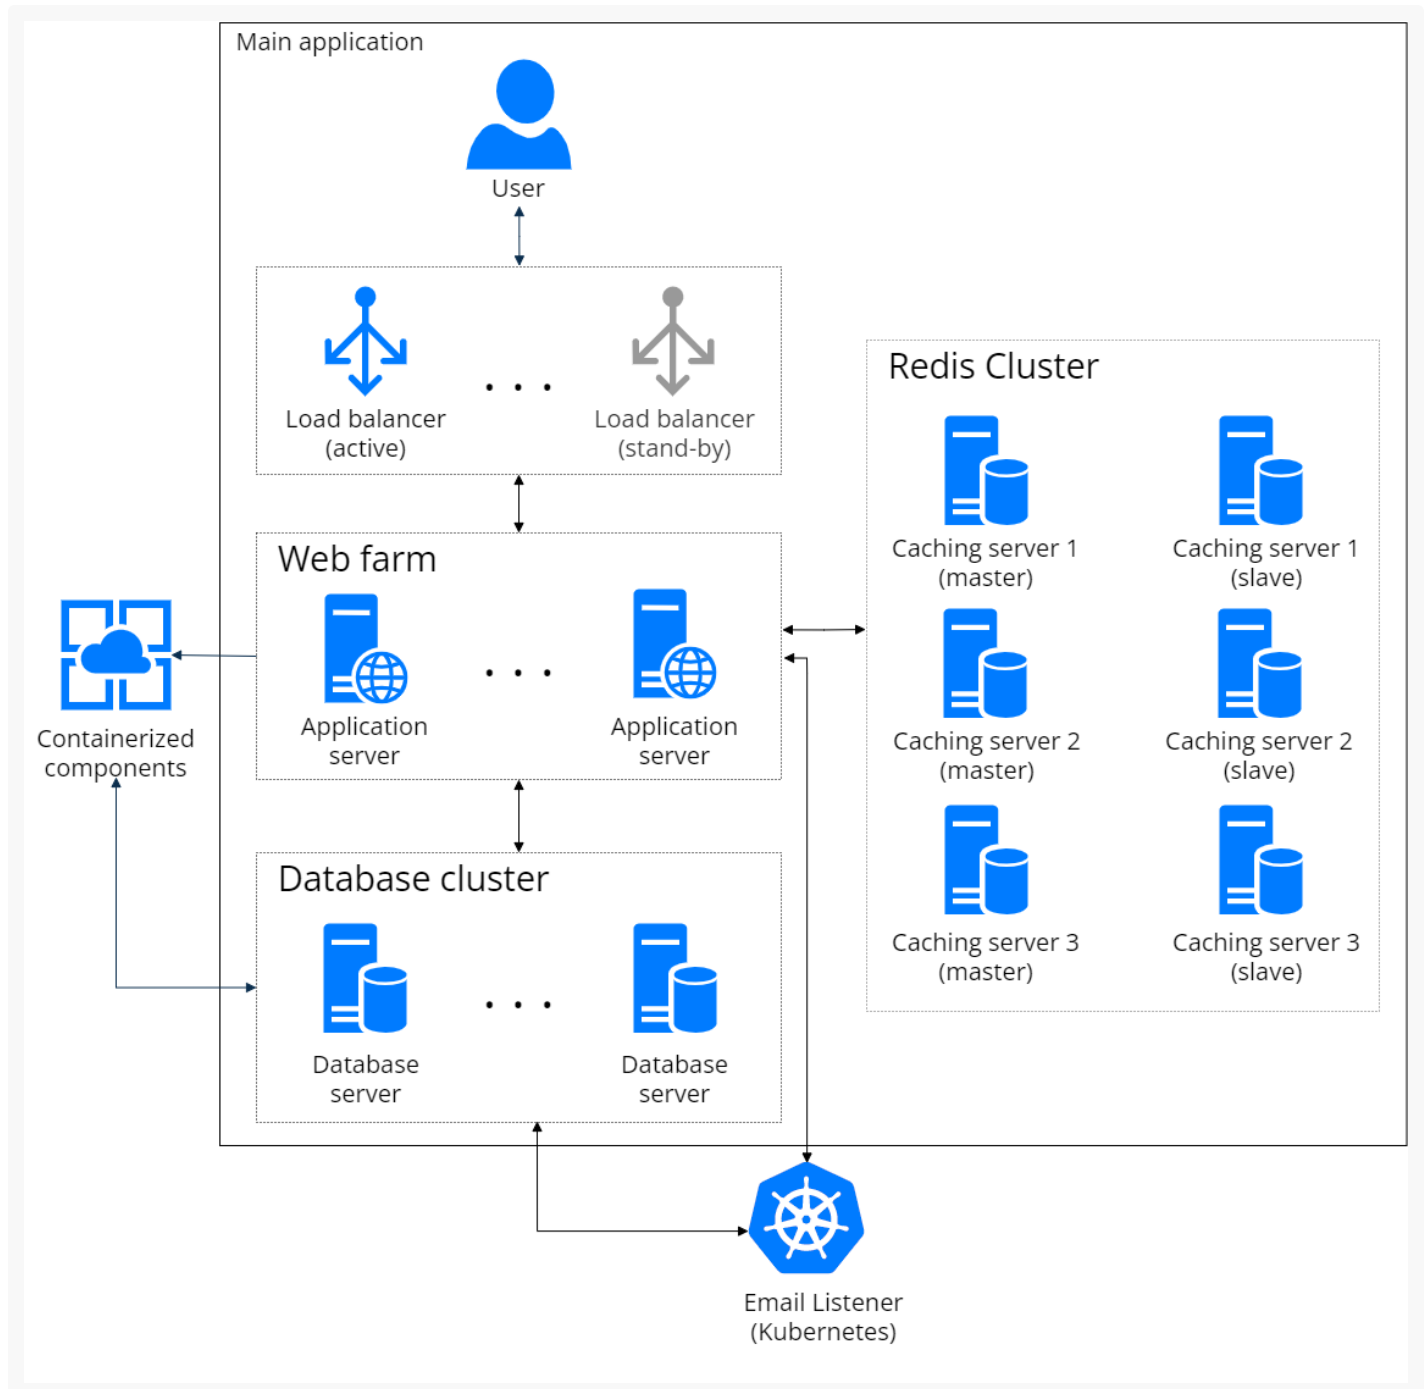 Main application
User
Load balancer
(active)
. . .
Load balancer
(stand-by)
Redis Cluster
Caching server 1
(master)
Caching server 1
(slave)
Caching server 2
(master)
Caching server 2
(slave)
Caching server 3
(master)
Caching server 3
(slave)
Web farm
Application
server
. . .
Application
server
Containerized
components
Database cluster
Database
server
. . .
Database
server
Email Listener
(Kubernetes)